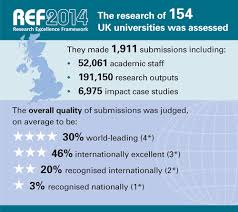 REF2014
Research Excellence Framework
The research of 154
UK universities was assessed
They made 1,911 submissions including:
• 52,061 academic staff
• 191,150 research outputs
• 6,975 impact case studies
The overall quality of submissions was judged,
on average to be:
30% world-leading (4*)
46% internationally excellent (3*)
20% recognised internationally (2*)
3% recognised nationally (1*)